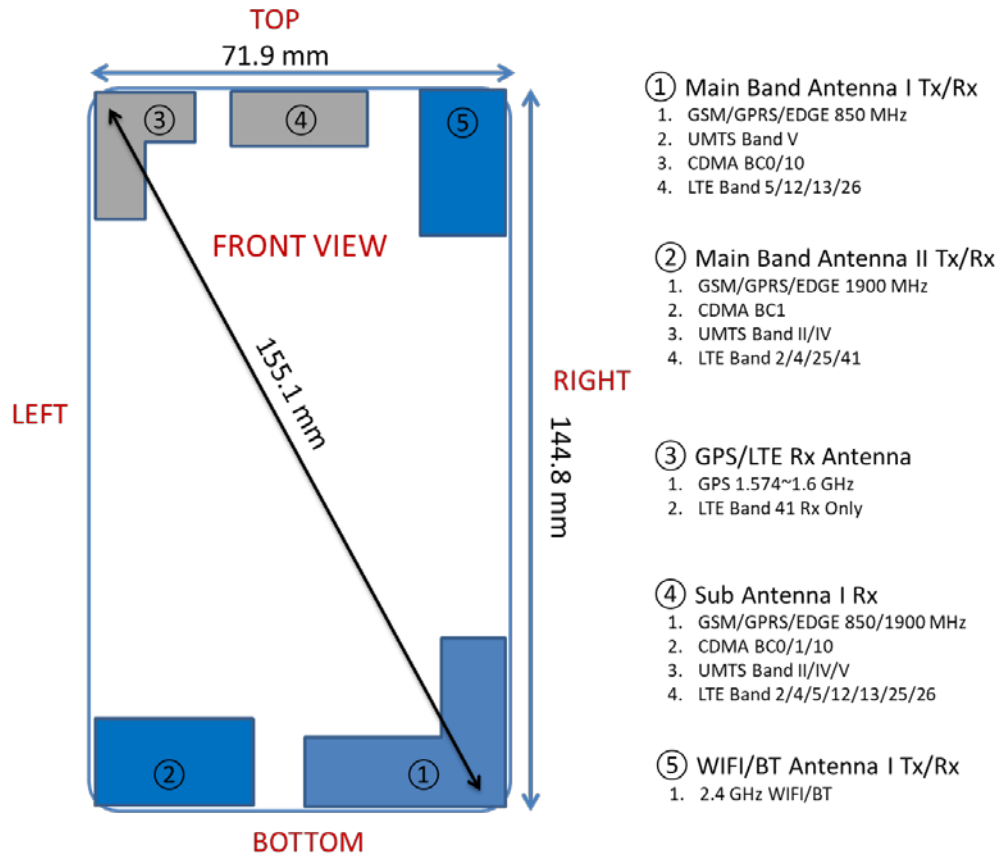 TOP
71.9 mm
③
④
⑤
FRONT VIEW
155.1 mm
LEFT
RIGHT
144.8 mm
②
①
BOTTOM
① Main Band Antenna I Tx/Rx
1. GSM/GPRS/EDGE 850 MHz
2. UMTS Band V
3. CDMA BC0/10
4. LTE Band 5/12/13/26
② Main Band Antenna II Tx/Rx
1. GSM/GPRS/EDGE 1900 MHz
2. CDMA BC1
3. UMTS Band II/IV
4. LTE Band 2/4/25/41
③ GPS/LTE Rx Antenna
1. GPS 1.574~1.6 GHz
2. LTE Band 41 Rx Only
④ Sub Antenna I Rx
1. GSM/GPRS/EDGE 850/1900 MHz
2. CDMA BC0/1/10
3. UMTS Band II/IV/V
4. LTE Band 2/4/5/12/13/25/26
⑤ WIFI/BT Antenna I Tx/Rx
1. 2.4 GHz WIFI/BT